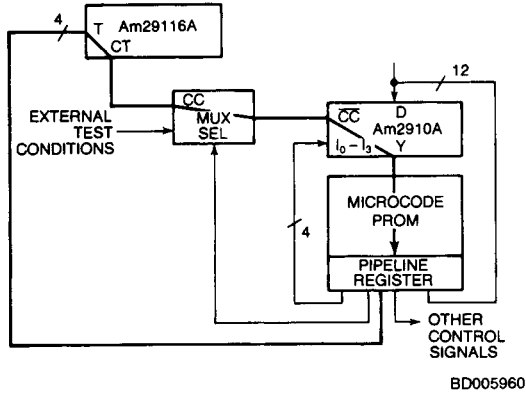 4
T
Am29116A
CT
EXTERNAL
TEST
CONDITIONS
CC
MUX
SEL
12
D
CC
Am2910A
I0 – I3
Y
4
MICROCODE
PROM
PIPELINE
REGISTER
OTHER
CONTROL
SIGNALS
BD005960